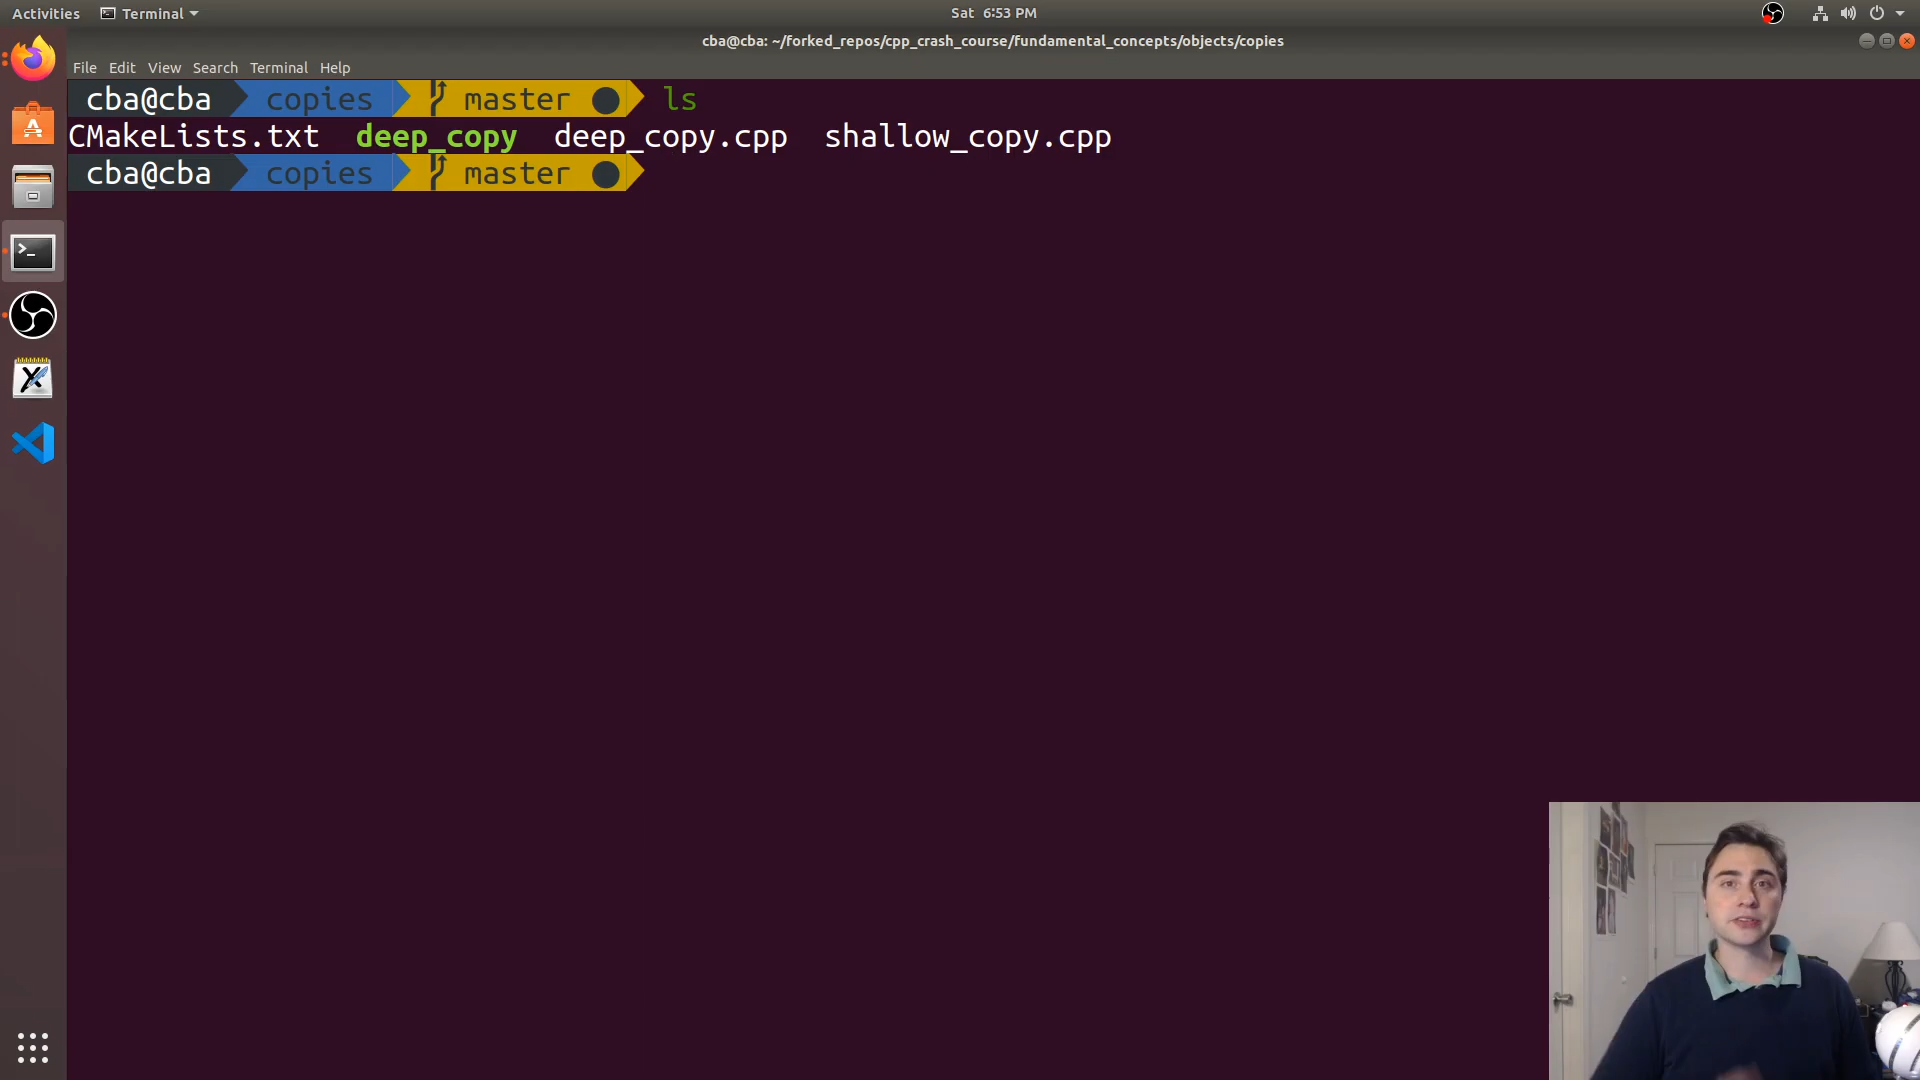 Activities Terminal Sat 6:53 PM
cba@cba: ~/forked_repos/cpp_crash_course/fundamental_concepts/objects/copies
File Edit View Search Terminal Help
cba@cba copies master ls
CMakeLists.txt deep_copy deep_copy.cpp shallow_copy.cpp
cba@cba copies master